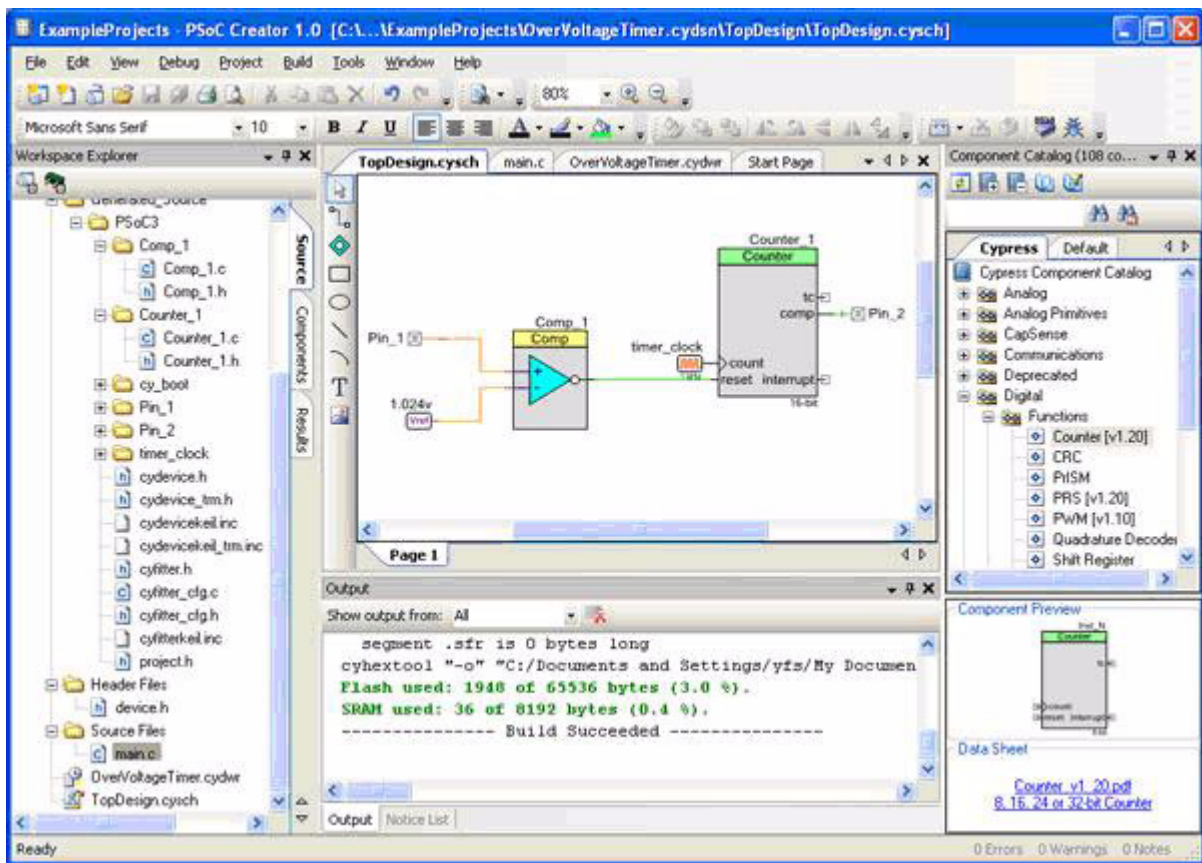 ExampleProjects - PSoC Creator 1.0 [C:\...\ExampleProjects\OverVoltageTimer.cydsn\TopDesign\TopDesign.cysch]
File Edit View Debug Project Build Tools Window Help
80%
Microsoft Sans Serif 10 B I U A
Workspace Explorer
Generated_Source
PSoC3
Comp_1
Comp_1.c
Comp_1.h
Counter_1
Counter_1.c
Counter_1.h
cy_boot
Pin_1
Pin_2
timer_clock
cydevice.h
cydevice_trm.h
cydevicekeil.inc
cydevicekeil_trm.inc
cyfitter.h
cyfitter_cfg.c
cyfitter_cfg.h
cyfitterkeil.inc
project.h
Header Files
device.h
Source Files
main.c
OverVoltageTimer.cydwr
TopDesign.cysch
Source
Components
Results
TopDesign.cysch main.c OverVoltageTimer.cydwr Start Page
T
Counter_1
Counter
tc
comp
Pin_2
Comp_1
Comp
Pin_1
timer_clock
count
reset interrupt
16-bit
1.024v
Vref
Page 1
Output
Show output from: All
segment .sfr is 0 bytes long
cyhextool "-o" "C:/Documents and Settings/yfs/My Documen
Flash used: 1948 of 65536 bytes (3.0 %).
SRAM used: 36 of 8192 bytes (0.4 %).
--------------- Build Succeeded ---------------
Output Notice List
Component Catalog (108 co...
Cypress Default
Cypress Component Catalog
Analog
Analog Primitives
CapSense
Communications
Deprecated
Digital
Functions
Counter [v1.20]
CRC
PrISM
PRS [v1.20]
PWM [v1.10]
Quadrature Decoder
Shift Register
Component Preview
Inst_N
Counter
count
reset interrupt
Data Sheet
Counter_v1_20.pdf
8, 16, 24 or 32-bit Counter
Ready
0 Errors 0 Warnings 0 Notes